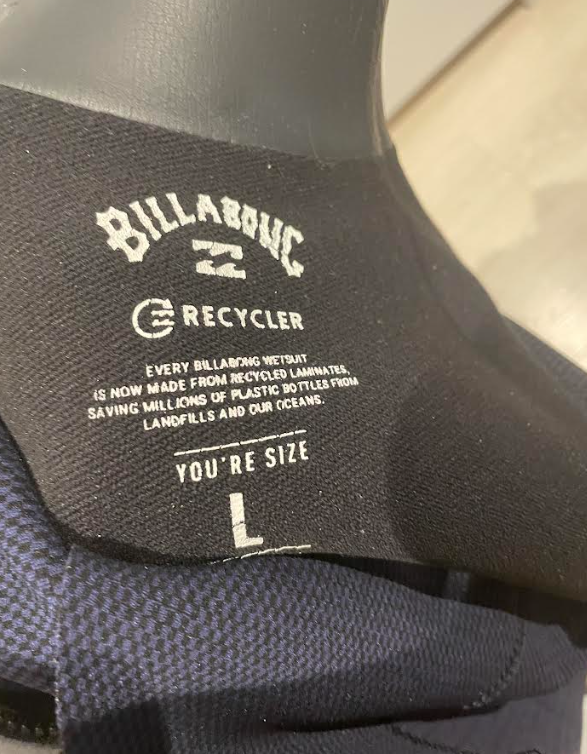 BILLABONG
RECYCLER
EVERY BILLABONG WETSUIT
IS NOW MADE FROM RECYCLED LAMINATES,
SAVING MILLIONS OF PLASTIC BOTTLES FROM
LANDFILLS AND OUR OCEANS.
YOU'RE SIZE
L